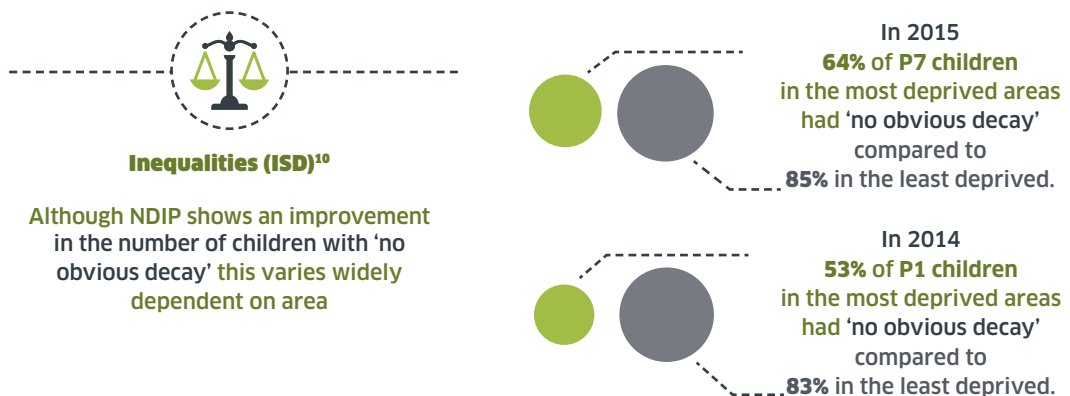 Inequalities (ISD)¹⁰
Although NDIP shows an improvement
in the number of children with ‘no
obvious decay’ this varies widely
dependent on area
In 2015
64% of P7 children
in the most deprived areas
had ‘no obvious decay’
compared to
85% in the least deprived.
In 2014
53% of P1 children
in the most deprived areas
had ‘no obvious decay’
compared to
83% in the least deprived.